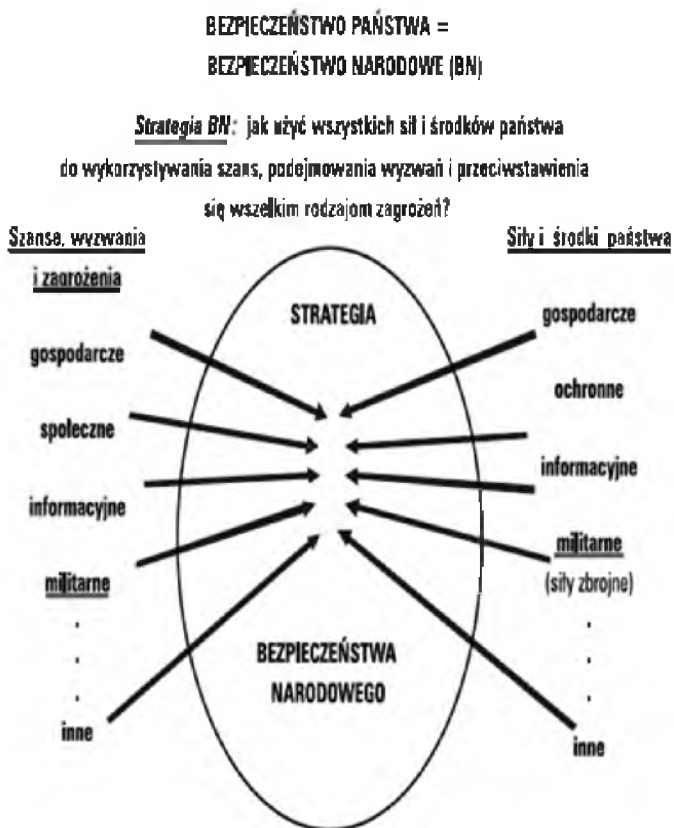 BEZPIECZEŃSTWO PAŃSTWA =
BEZPIECZEŃSTWO NARODOWE (BN)
Strategia BN: jak użyć wszystkich sił i środków państwa
do wykorzystywania szans, podejmowania wyzwań i przeciwstawienia
się wszelkim rodzajom zagrożeń?
Szanse, wyzwania
i zagrożenia
gospodarcze
społeczne
informacyjne
militarne
.
.
.
inne
STRATEGIA
BEZPIECZEŃSTWA
NARODOWEGO
Siły i środki państwa
gospodarcze
ochronne
informacyjne
militarne
(siły zbrojne)
.
.
.
inne